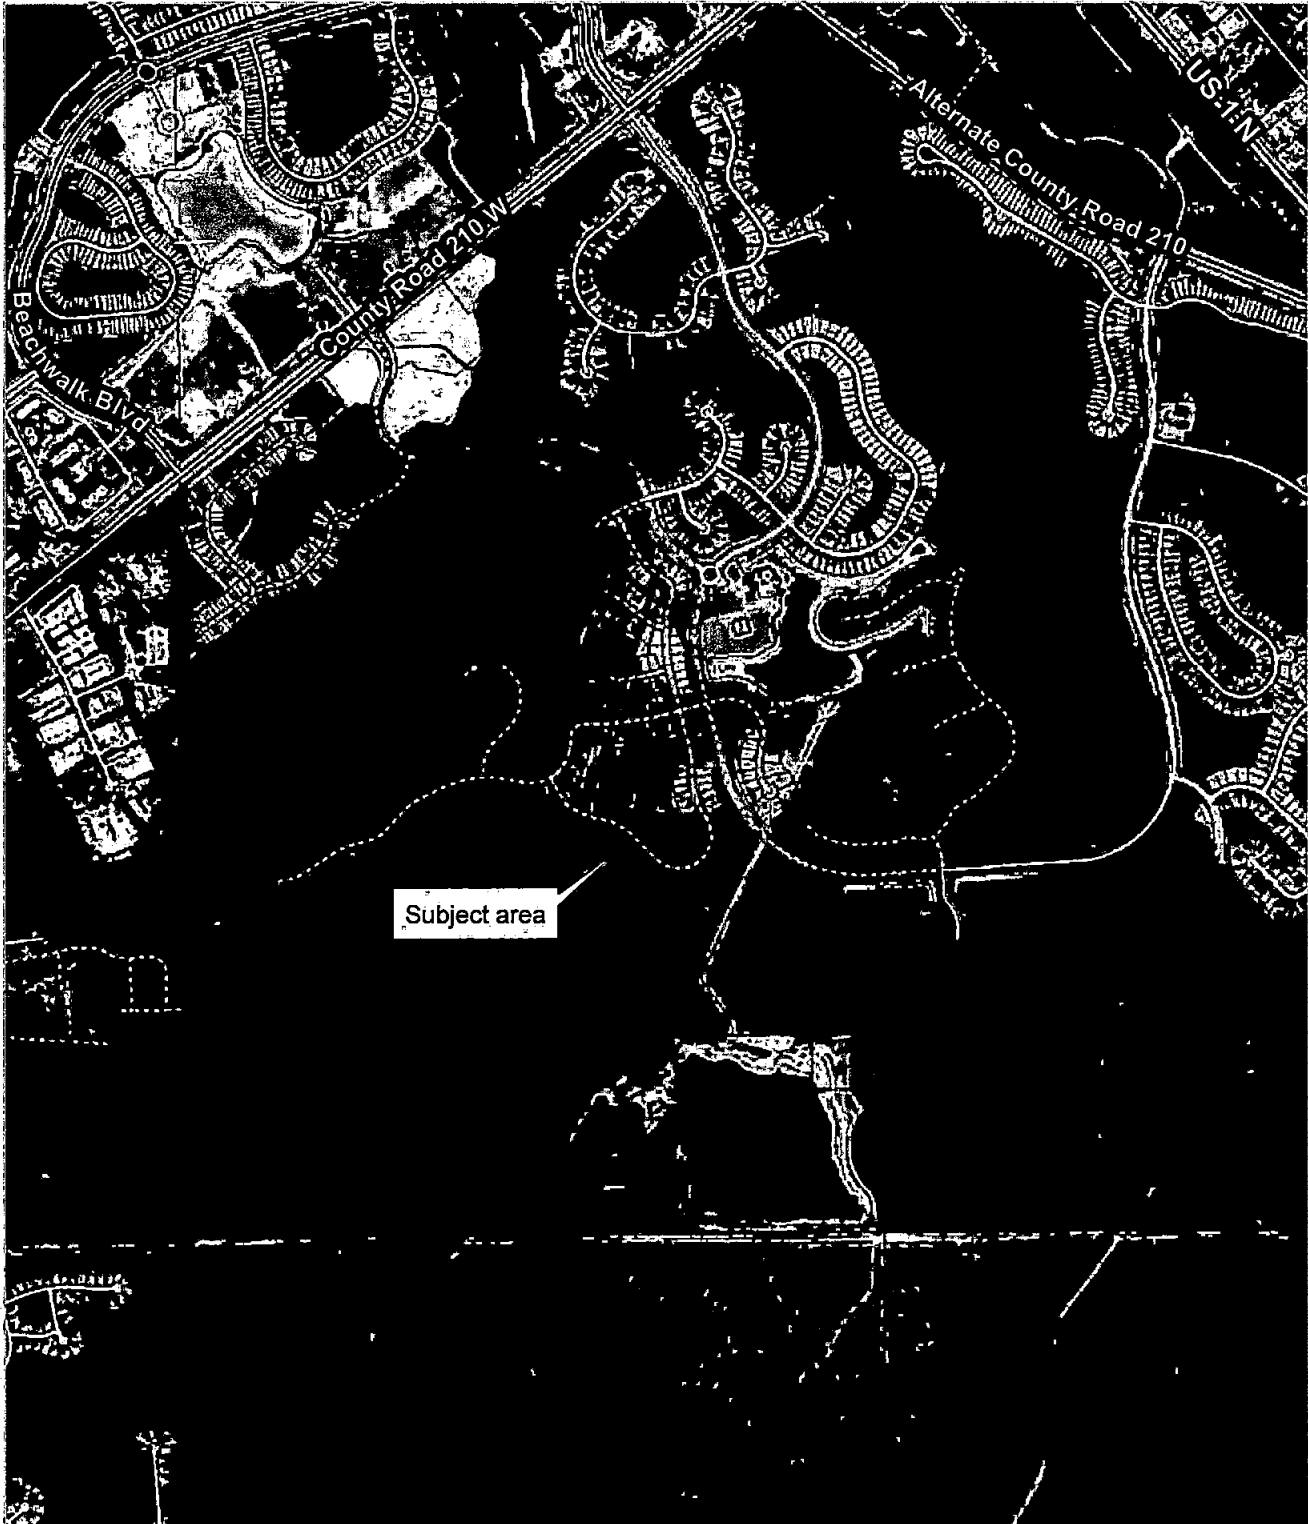 US-1 N
Alternate County Road 210
County Road 210 W
Beachwalk Blvd
Subject area